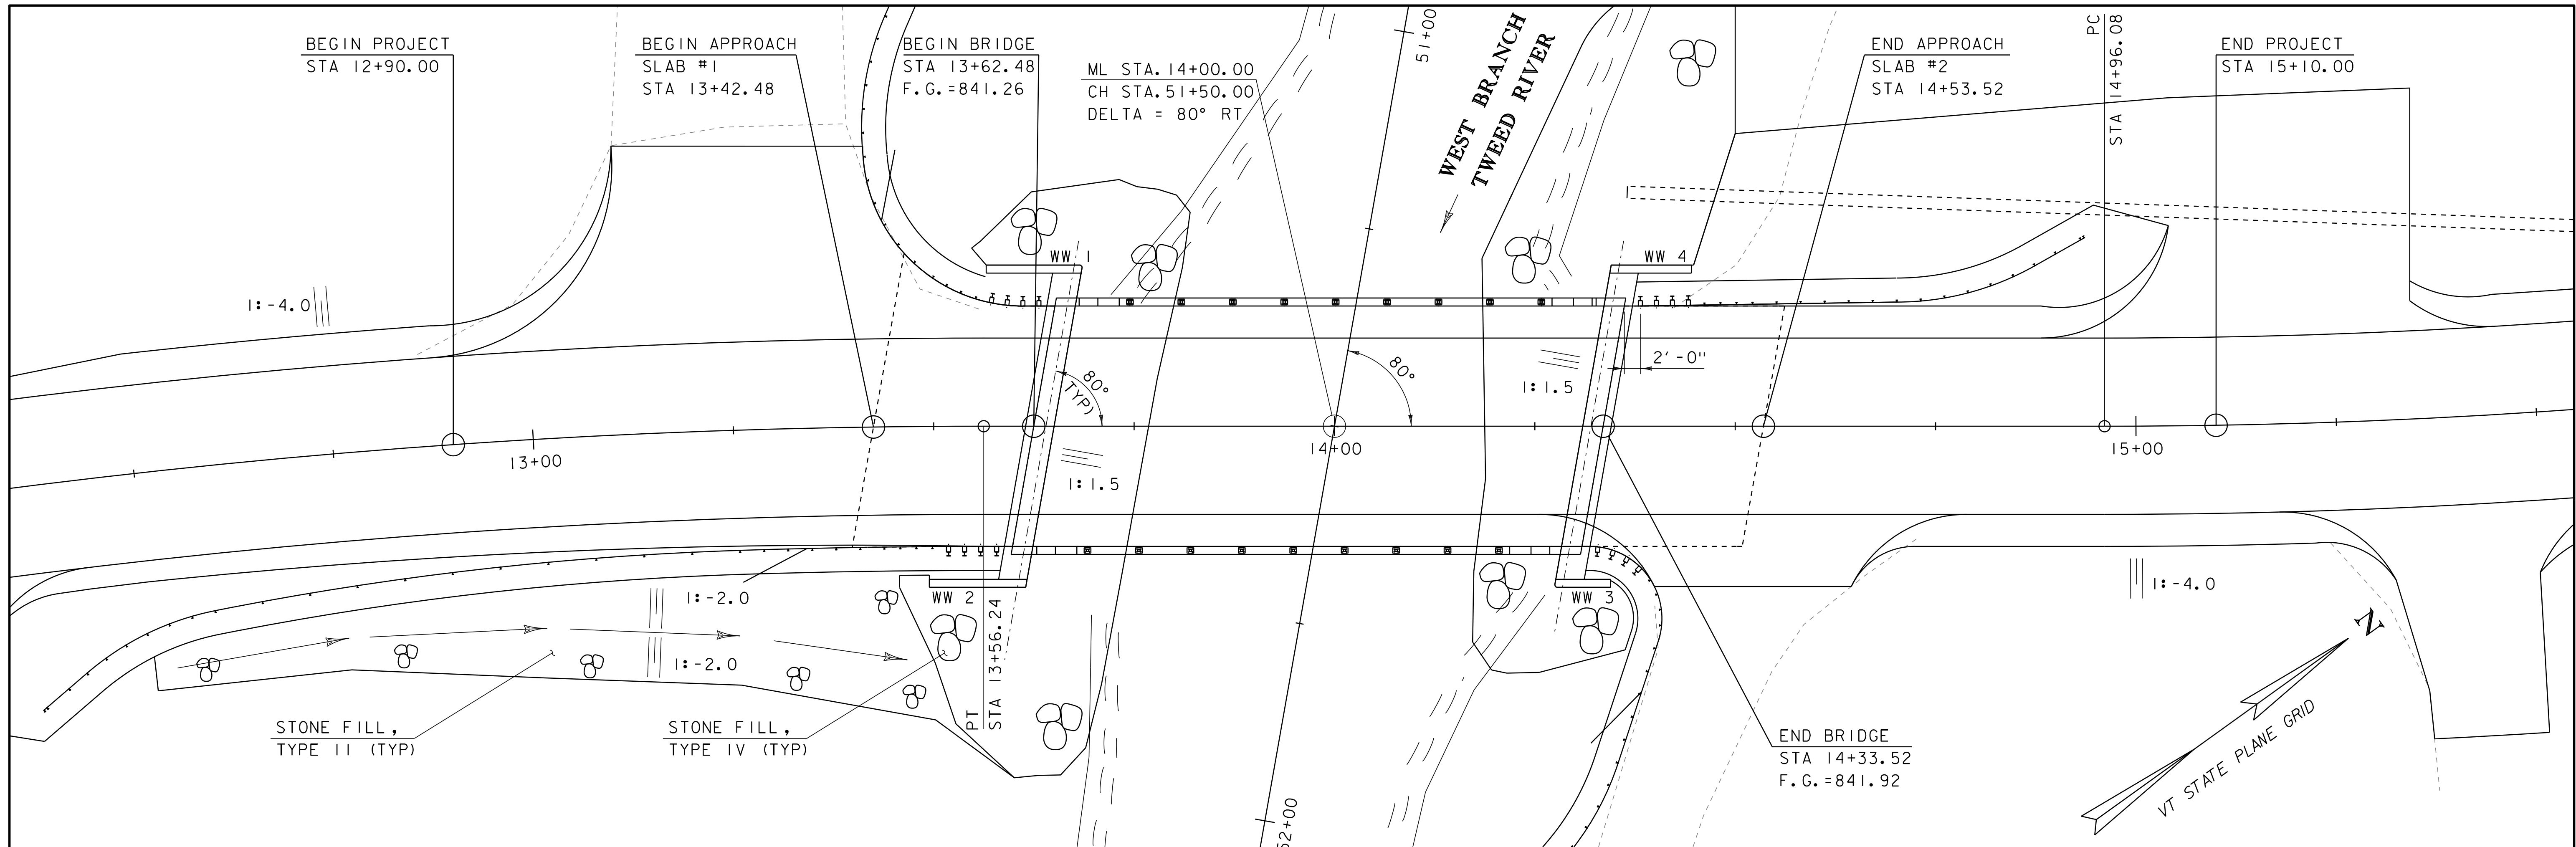 BEGIN PROJECT
STA 12+90.00
BEGIN APPROACH
SLAB #1
STA 13+42.48
BEGIN BRIDGE
STA 13+62.48
F.G.=841.26
ML STA.14+00.00
CH STA.51+50.00
DELTA = 80° RT
51+00
WEST BRANCH
TWEED RIVER
END APPROACH
SLAB #2
STA 14+53.52
PC
STA 14+96.08
END PROJECT
STA 15+10.00
1:-4.0
WW 1
WW 4
80°
(TYP)
80°
1:1.5
2'-0"
13+00
14+00
15+00
1:1.5
1:-2.0
1:-2.0
WW 2
WW 3
1:-4.0
PT
STA 13+56.24
STONE FILL,
TYPE II (TYP)
STONE FILL,
TYPE IV (TYP)
END BRIDGE
STA 14+33.52
F.G.=841.92
52+00
N
VT STATE PLANE GRID